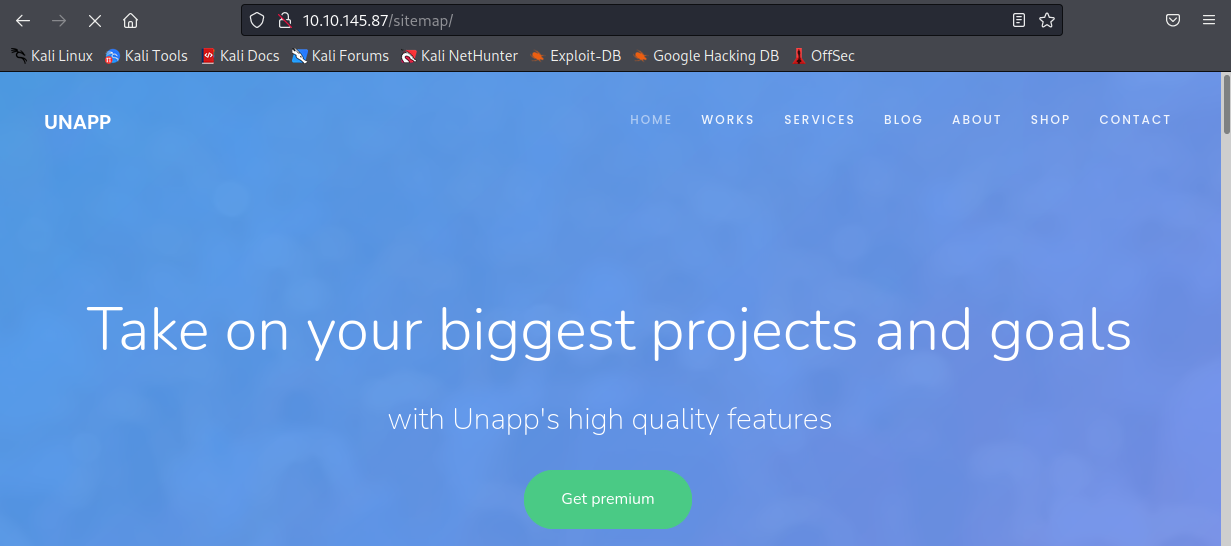 10.10.145.87/sitemap/
Kali Linux Kali Tools Kali Docs Kali Forums Kali NetHunter Exploit-DB Google Hacking DB OffSec
UNAPP HOME WORKS SERVICES BLOG ABOUT SHOP CONTACT
Take on your biggest projects and goals
with Unapp's high quality features
Get premium